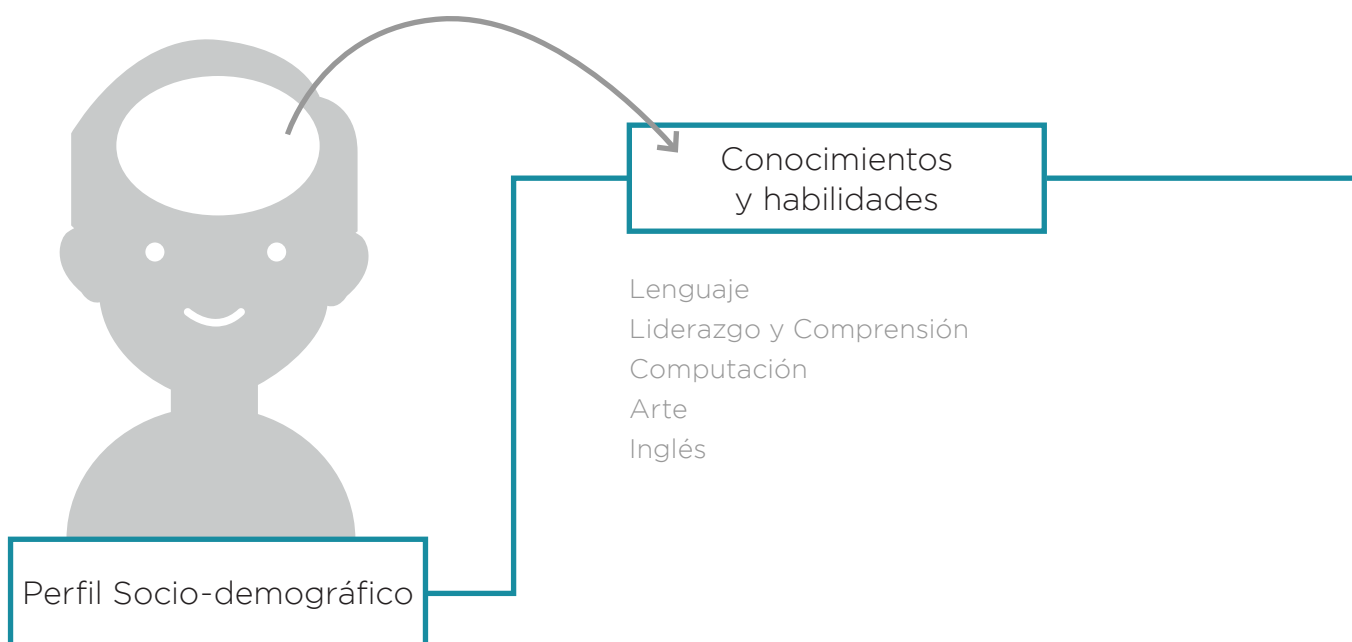 Conocimientos
y habilidades
Lenguaje
Liderazgo y Comprensión
Computación
Arte
Inglés
Perfil Socio-demográfico